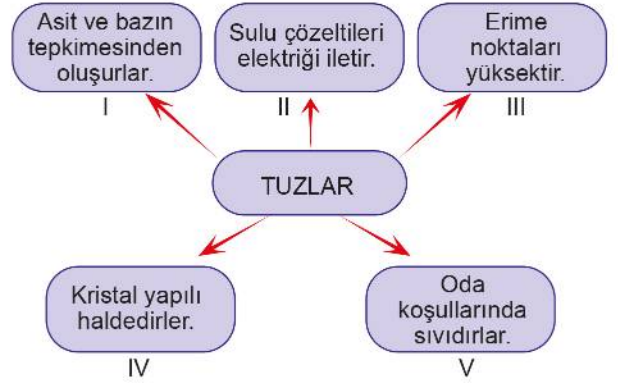 Asit ve bazın
tepkimesinden
oluşurlar.
I
Sulu çözeltileri
elektriği iletir.
II
Erime
noktaları
yüksektir.
III
TUZLAR
Kristal yapılı
haldedirler.
IV
Oda
koşullarında
sıvıdırlar.
V